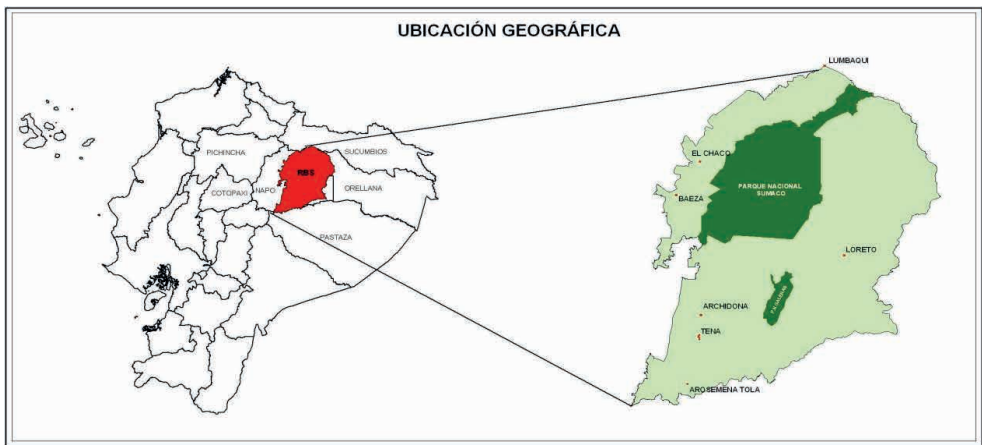 UBICACIÓN GEOGRÁFICA
PICHINCHA
SUCUMBIOS
RBS
COTOPAXI
NAPO
ORELLANA
PASTAZA
LUMBAQUI
EL CHACO
PARQUE NACIONAL
SUMACO
BAEZA
LORETO
ARCHIDONA
TENA
AROSEMENA TOLA